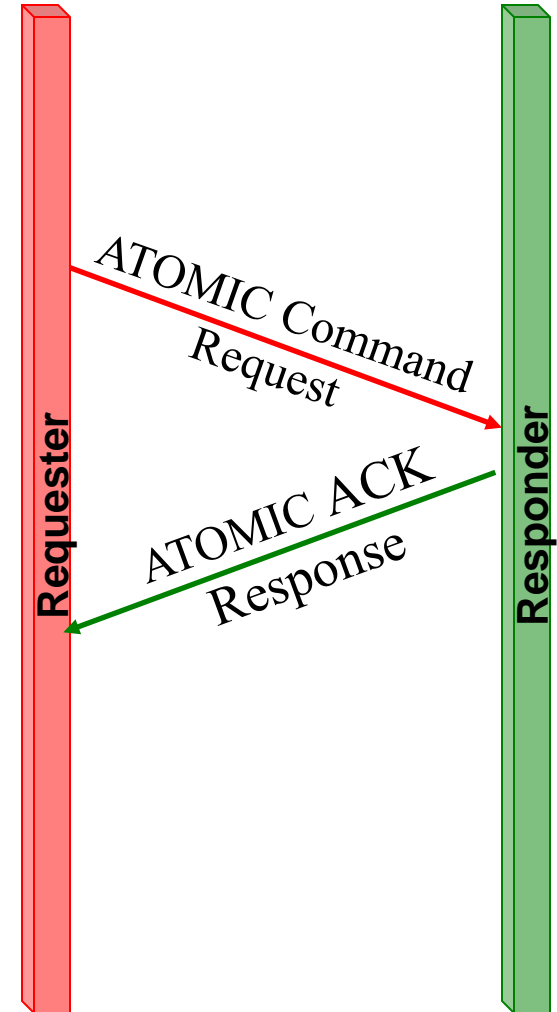 ATOMIC Command
Request
Requester
Responder
ATOMIC ACK
Response